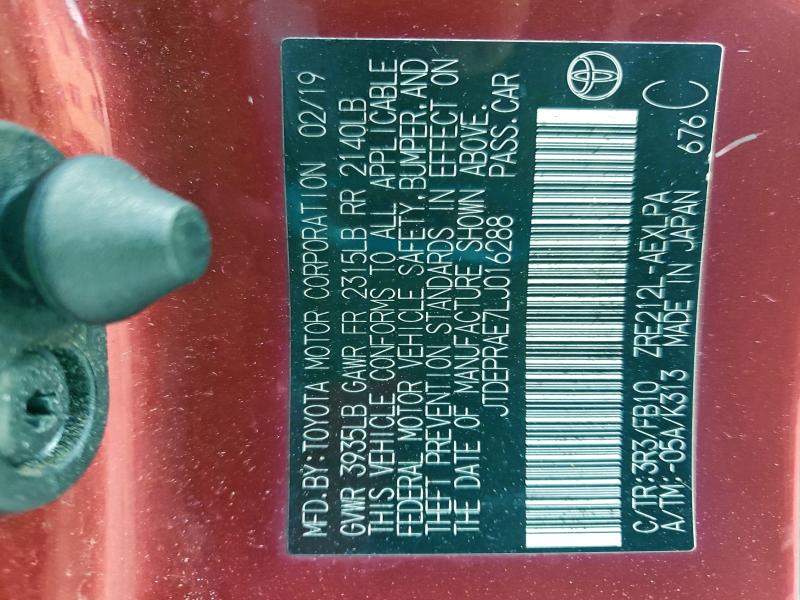 MFD.BY: TOYOTA MOTOR CORPORATION 02/19
GVWR 3935LB GAWR FR 2315LB RR 2140LB
THIS VEHICLE CONFORMS TO ALL APPLICABLE
FEDERAL MOTOR VEHICLE SAFETY, BUMPER, AND
THEFT PREVENTION STANDARDS IN EFFECT ON
THE DATE OF MANUFACTURE SHOWN ABOVE.
JTDEPRAE7LJ016288 PASS.CAR
C/TR:3R3/FB10 ZRE212L-AEXLPA
A/TM:-05A/K313 MADE IN JAPAN 676 C